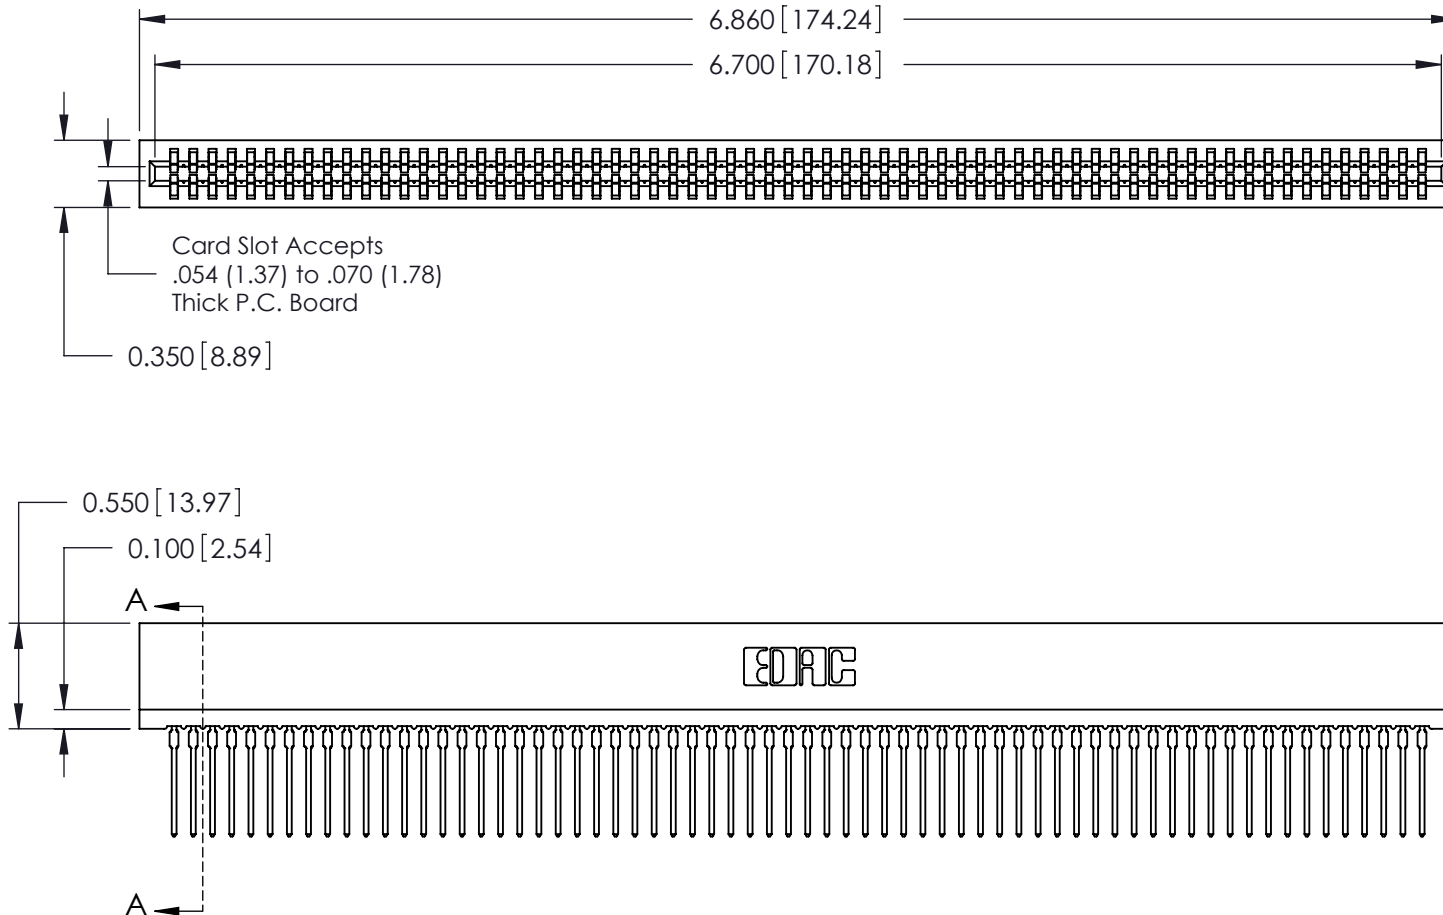 6.860 [174.24]
6.700 [170.18]
Card Slot Accepts
.054 (1.37) to .070 (1.78)
Thick P.C. Board
0.350 [8.89]
0.550 [13.97]
0.100 [2.54]
A
EDAC
A